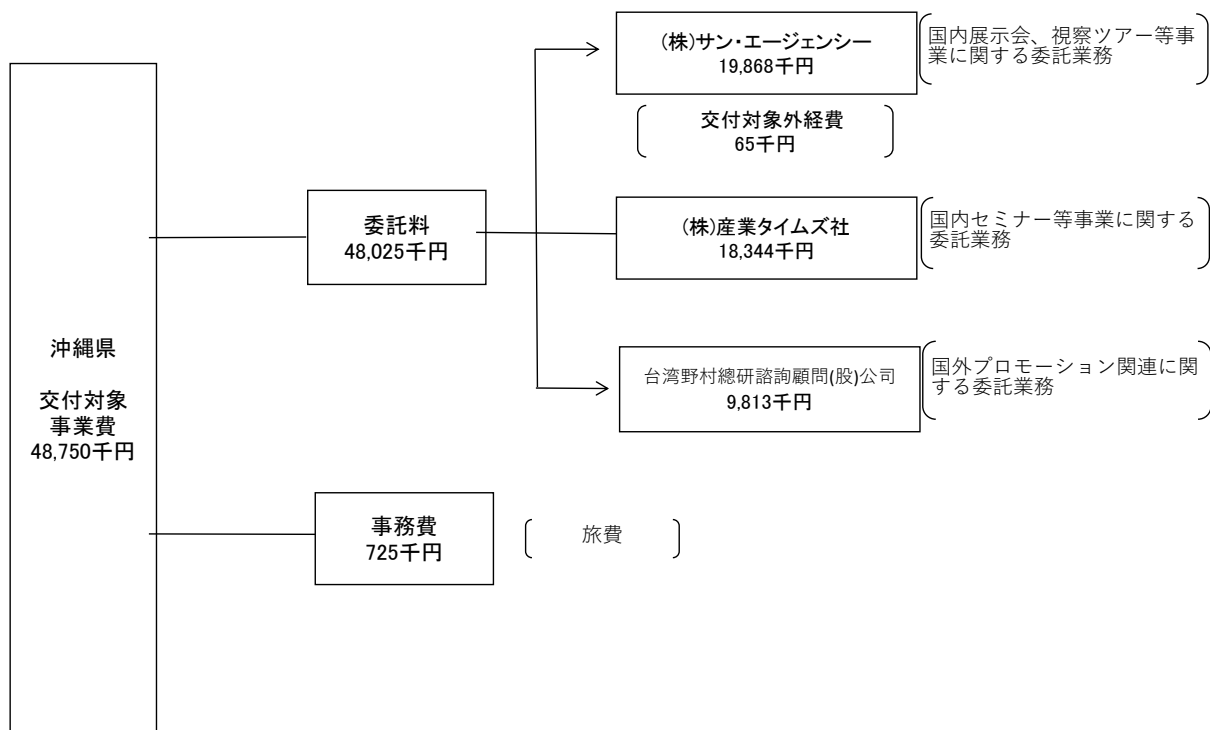 沖縄県
交付対象
事業費
48,750千円
委託料
48,025千円
(株)サン・エージェンシー
19,868千円
国内展示会、視察ツアー等事
業に関する委託業務
交付対象外経費
65千円
(株)産業タイムズ社
18,344千円
国内セミナー等事業に関する
委託業務
台湾野村總研諮詢顧問(股)公司
9,813千円
国外プロモーション関連に関
する委託業務
事務費
725千円
旅費